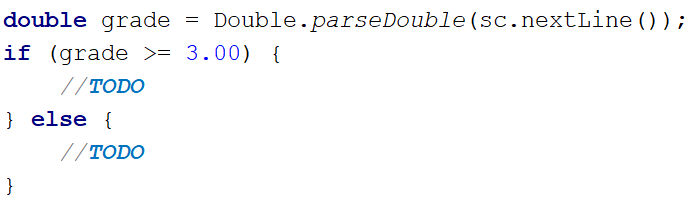 double grade = Double.parseDouble(sc.nextLine());
if (grade >= 3.00) {
    //TODO
} else {
    //TODO
}